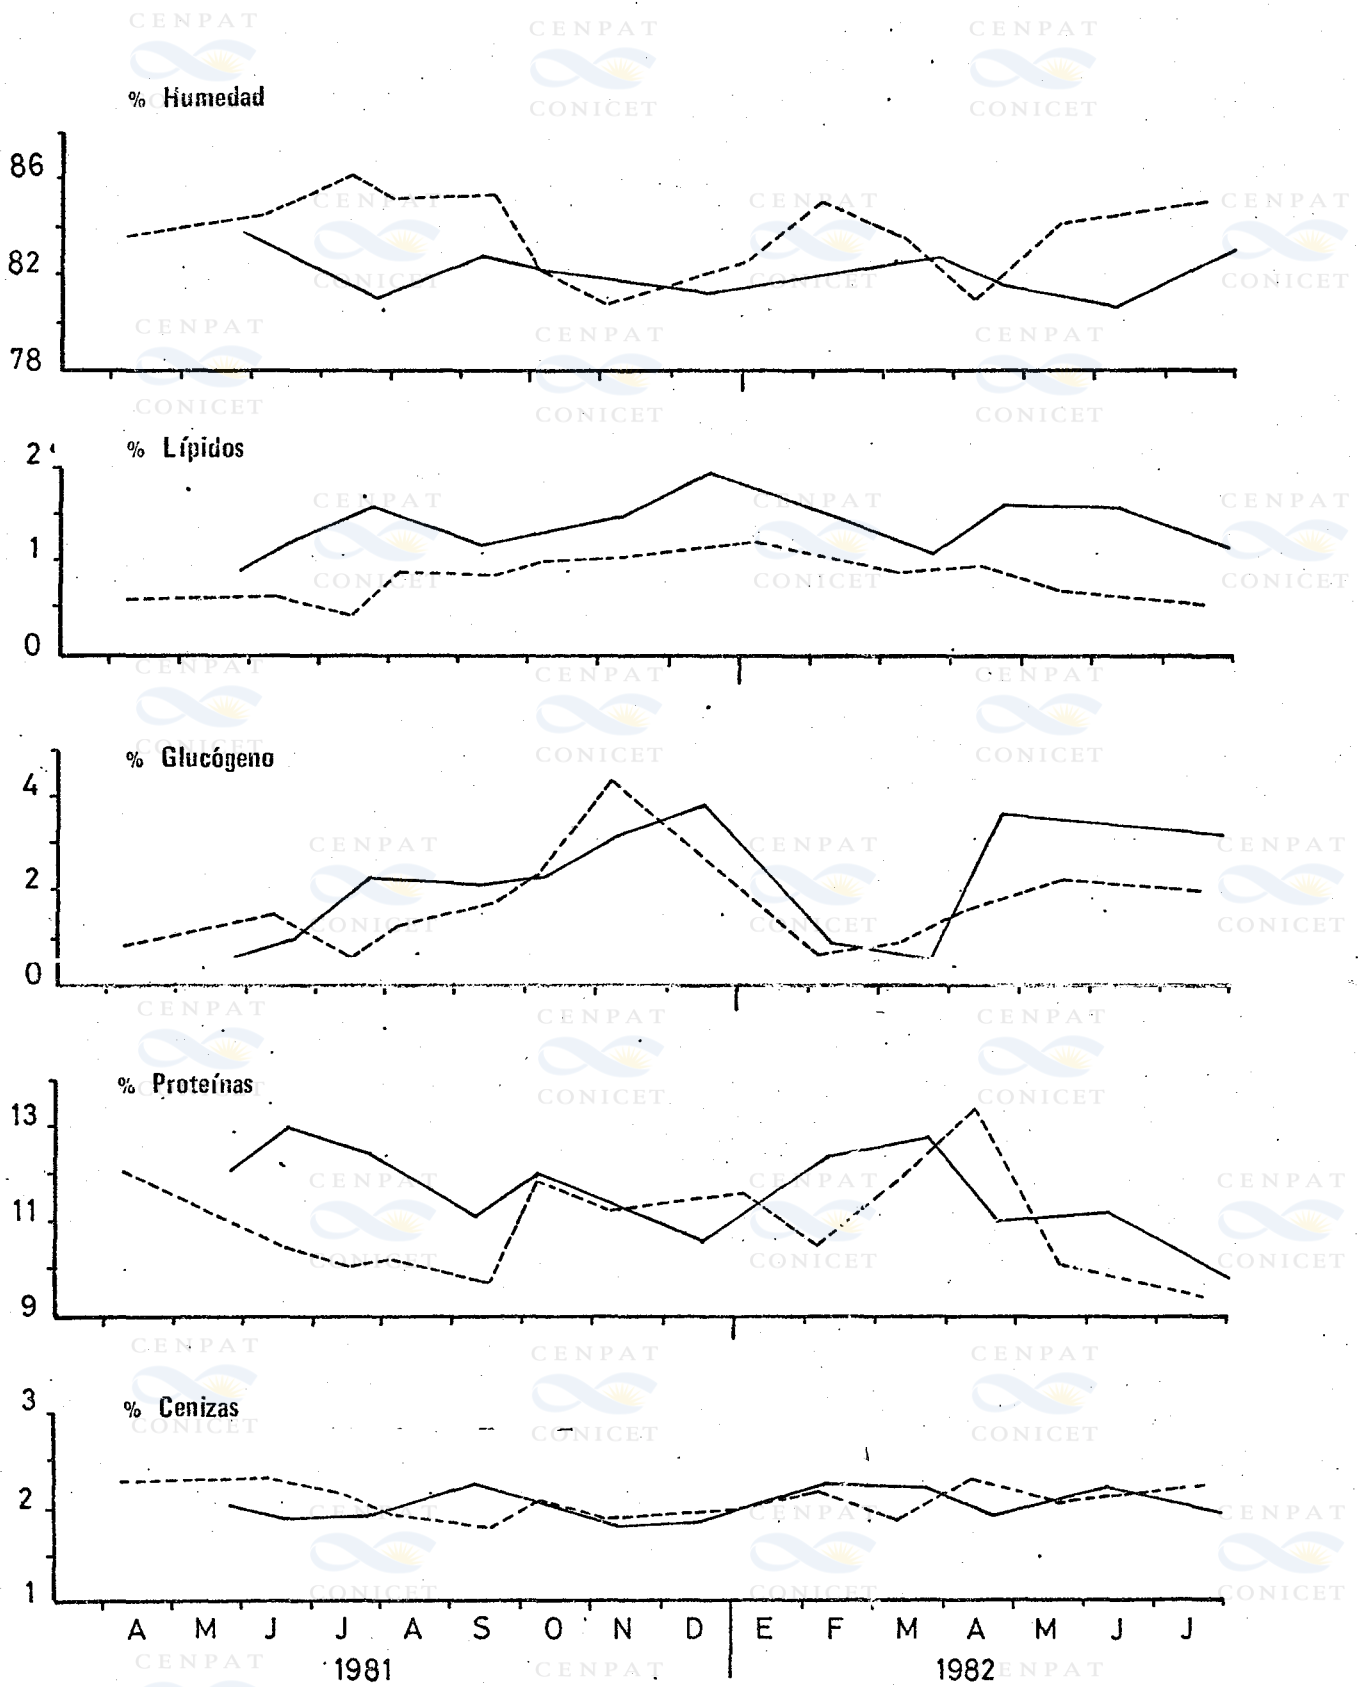 % Humedad
86
82
78
% Lípidos
2
1
0
% Glucógeno
4
2
0
% Proteínas
13
11
9
% Cenizas
3
2
1
A M J J A S O N D E F M A M J J
1981 1982
CENPAT
CONICET